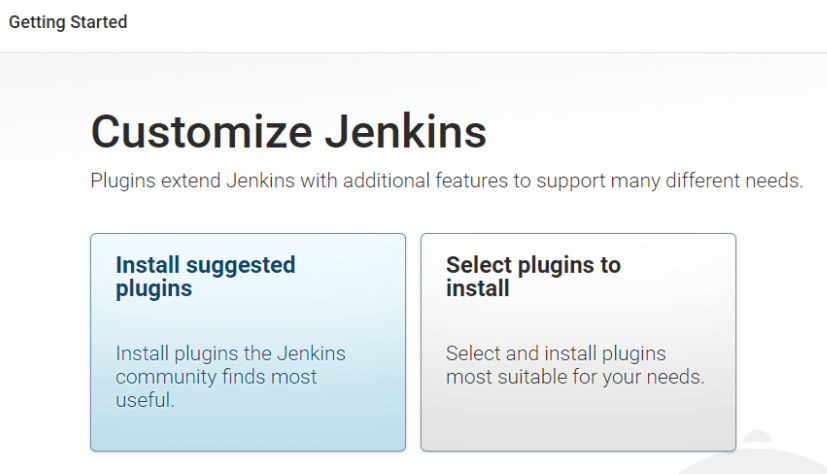 Getting Started
Customize Jenkins
Plugins extend Jenkins with additional features to support many different needs.
Install suggested
plugins
Install plugins the Jenkins
community finds most
useful.
Select plugins to
install
Select and install plugins
most suitable for your needs.